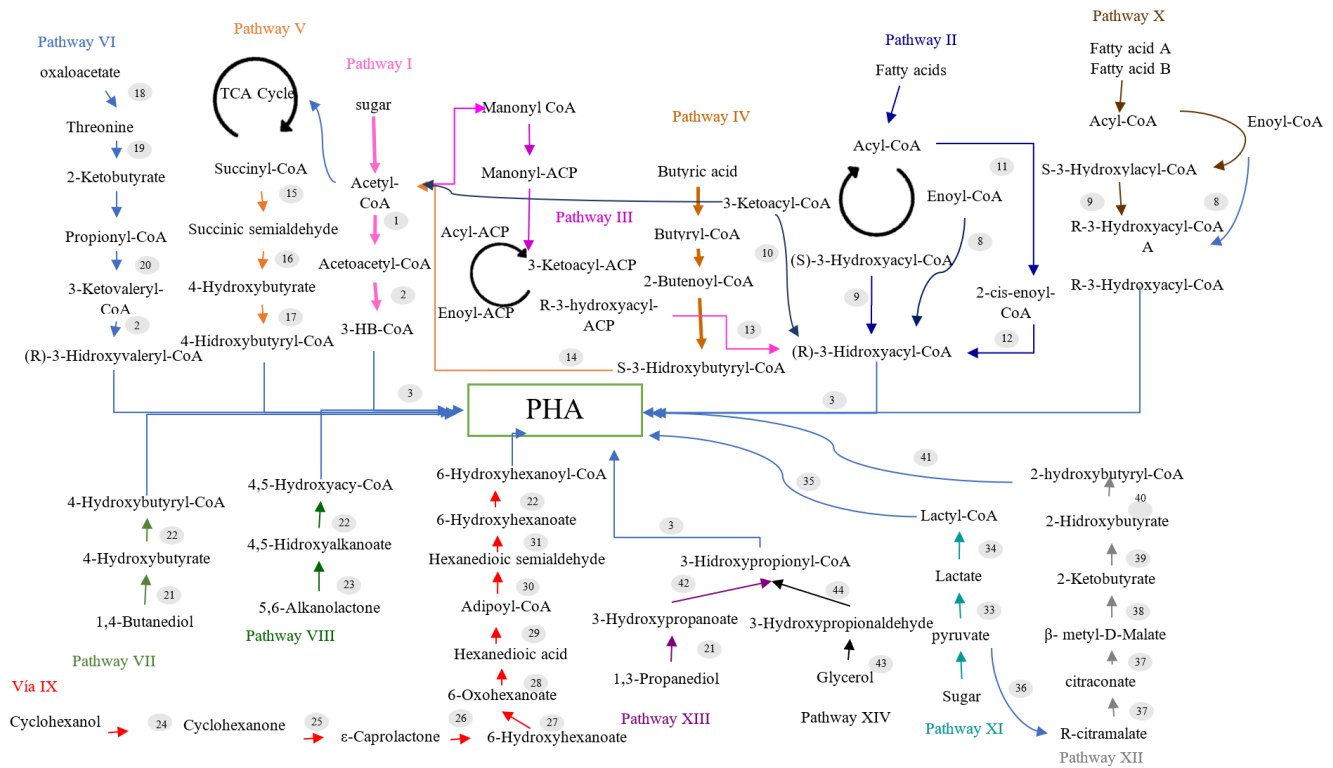 Pathway VI
oxaloacetate
18
Threonine
19
2-Ketobutyrate
Propionyl-CoA
20
3-Ketovaleryl-
CoA
2
(R)-3-Hidroxyvaleryl-CoA
Pathway V
TCA Cycle
Succinyl-CoA
15
Succinic semialdehyde
16
4-Hydroxybutyrate
17
4-Hidroxybutyryl-CoA
Pathway I
sugar
Acetyl-
CoA
1
Acetoacetyl-CoA
2
3-HB-CoA
3
Manonyl CoA
Manonyl-ACP
Pathway III
Acyl-ACP
3-Ketoacyl-ACP
Enoyl-ACP
R-3-hydroxyacyl-
ACP
13
14
Pathway IV
Butyric acid
Butyryl-CoA
2-Butenoyl-CoA
S-3-Hidroxybutyryl-CoA
Pathway II
Fatty acids
Acyl-CoA
11
3-Ketoacyl-CoA
Enoyl-CoA
10
8
(S)-3-Hydroxyacyl-CoA
9
2-cis-enoyl-
CoA
12
(R)-3-Hidroxyacyl-CoA
3
Pathway X
Fatty acid A
Fatty acid B
Acyl-CoA
Enoyl-CoA
S-3-Hydroxylacyl-CoA
9
8
R-3-Hydroxyacyl-CoA
A
R-3-Hydroxyacyl-CoA
PHA
4-Hydroxybutyryl-CoA
22
4-Hydroxybutyrate
21
1,4-Butanediol
Pathway VII
4,5-Hydroxyacy-CoA
22
4,5-Hidroxyalkanoate
23
5,6-Alkanolactone
Pathway VIII
6-Hydroxyhexanoyl-CoA
22
6-Hydroxyhexanoate
31
Hexanedioic semialdehyde
30
Adipoyl-CoA
29
Hexanedioic acid
28
6-Oxohexanoate
27
6-Hydroxyhexanoate
Vía IX
Cyclohexanol
24
Cyclohexanone
25
ε-Caprolactone
26
3
3-Hidroxypropionyl-CoA
42
44
3-Hydroxypropanoate
3-Hydroxypropionaldehyde
21
43
1,3-Propanediol
Glycerol
Pathway XIII
Pathway XIV
35
Lactyl-CoA
34
Lactate
33
pyruvate
36
Sugar
Pathway XI
41
2-hydroxybutyryl-CoA
40
2-Hidroxybutyrate
39
2-Ketobutyrate
38
β- metyl-D-Malate
37
citraconate
37
R-citramalate
Pathway XII